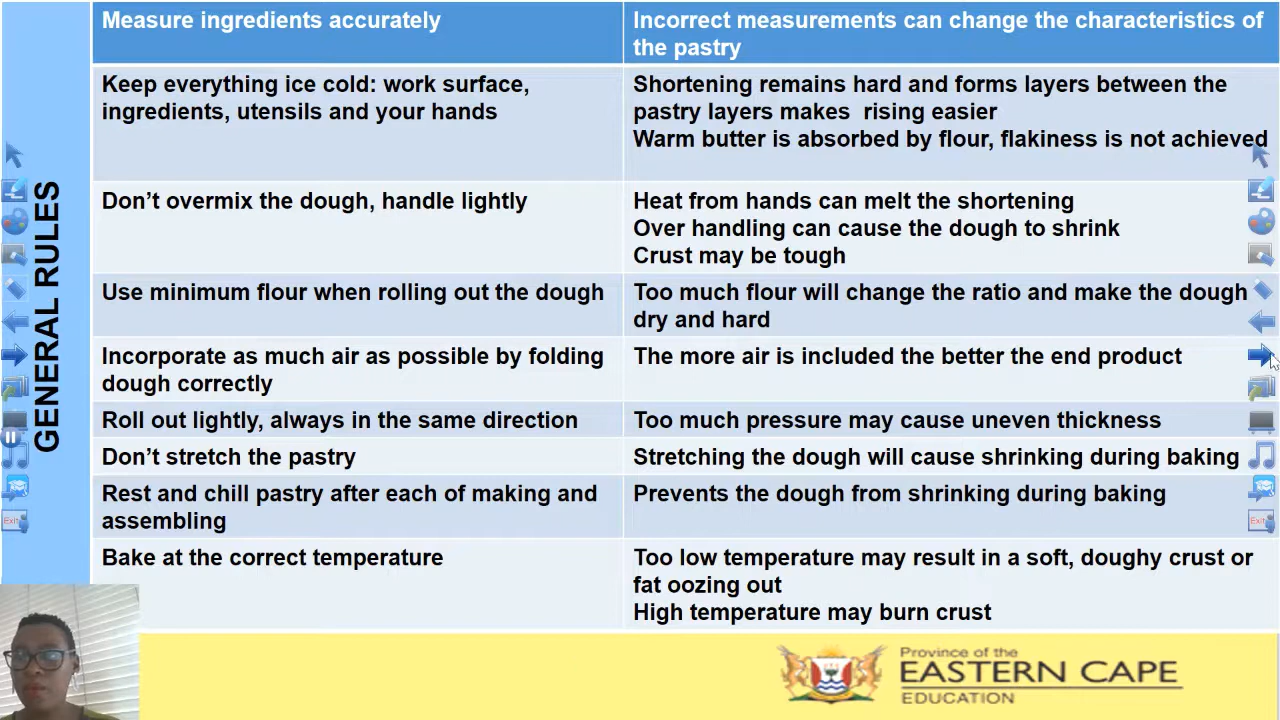 GENERAL RULES
Measure ingredients accurately
Incorrect measurements can change the characteristics of
the pastry
Keep everything ice cold: work surface,
ingredients, utensils and your hands
Shortening remains hard and forms layers between the
pastry layers makes  rising easier
Warm butter is absorbed by flour, flakiness is not achieved
Don’t overmix the dough, handle lightly
Heat from hands can melt the shortening
Over handling can cause the dough to shrink
Crust may be tough
Use minimum flour when rolling out the dough
Too much flour will change the ratio and make the dough
dry and hard
Incorporate as much air as possible by folding
dough correctly
The more air is included the better the end product
Roll out lightly, always in the same direction
Too much pressure may cause uneven thickness
Don’t stretch the pastry
Stretching the dough will cause shrinking during baking
Rest and chill pastry after each of making and
assembling
Prevents the dough from shrinking during baking
Bake at the correct temperature
Too low temperature may result in a soft, doughy crust or
fat oozing out
High temperature may burn crust
Exit
Exit
Province of the
EASTERN CAPE
EDUCATION